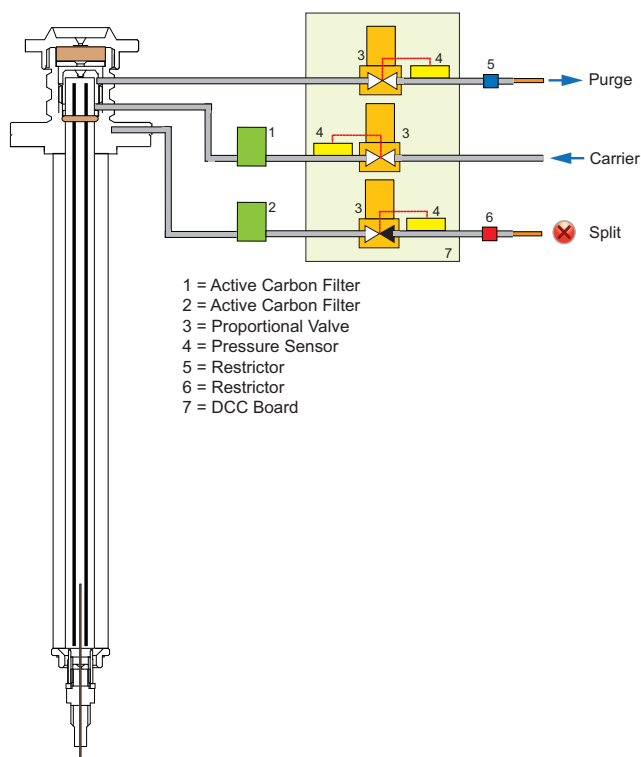 3
4
5
Purge
1
4
3
Carrier
2
3
4
6
Split
7
1 = Active Carbon Filter
2 = Active Carbon Filter
3 = Proportional Valve
4 = Pressure Sensor
5 = Restrictor
6 = Restrictor
7 = DCC Board